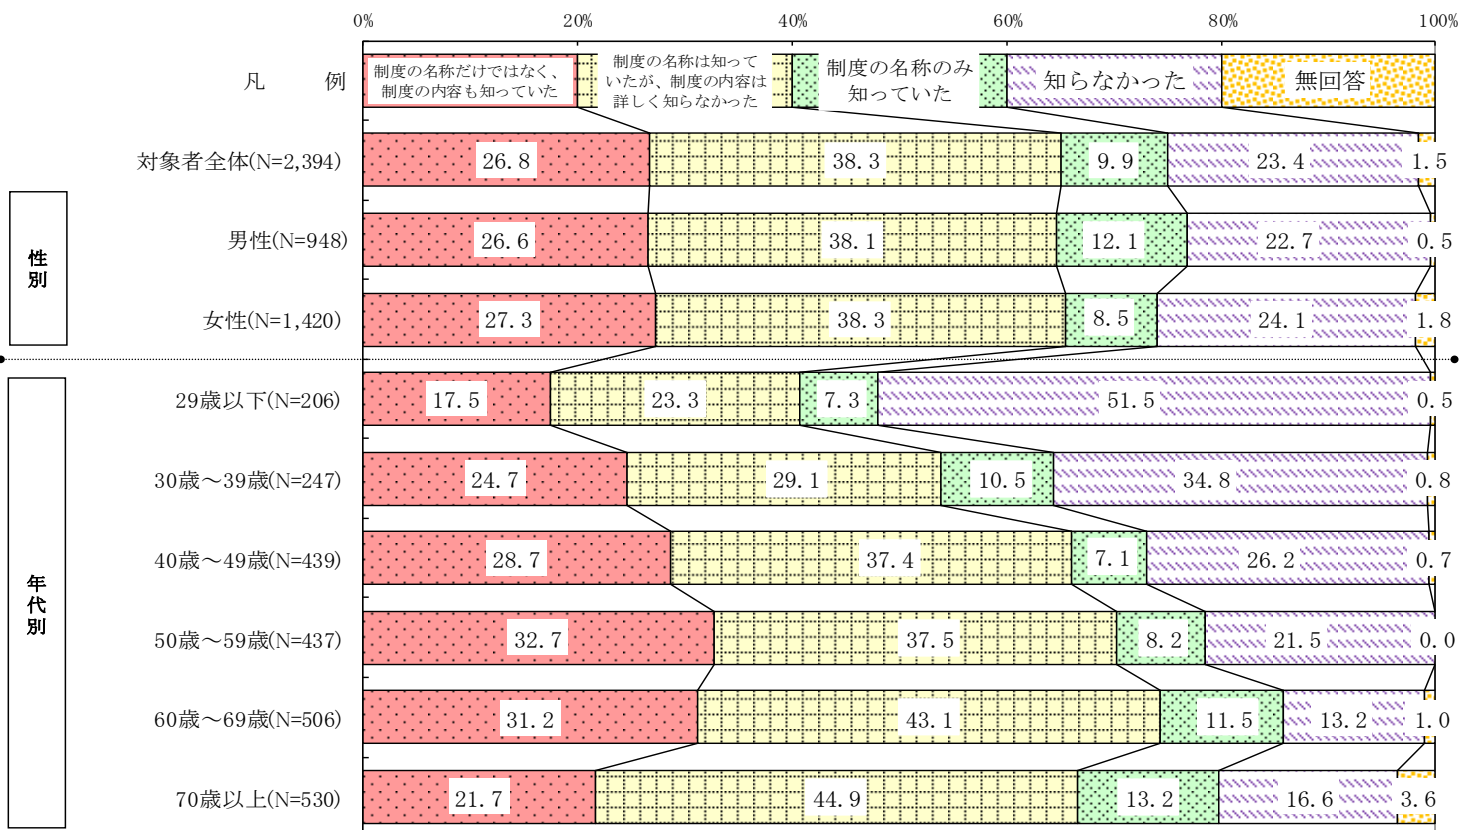 0% 20% 40% 60% 80% 100%
凡 例
制度の名称だけではなく、
制度の内容も知っていた
制度の名称は知って
いたが、制度の内容は
詳しく知らなかった
制度の名称のみ
知っていた
知らなかった
無回答
対象者全体(N=2,394) 26.8 38.3 9.9 23.4 1.5
性別
男性(N=948) 26.6 38.1 12.1 22.7 0.5
女性(N=1,420) 27.3 38.3 8.5 24.1 1.8
年代別
29歳以下(N=206) 17.5 23.3 7.3 51.5 0.5
30歳～39歳(N=247) 24.7 29.1 10.5 34.8 0.8
40歳～49歳(N=439) 28.7 37.4 7.1 26.2 0.7
50歳～59歳(N=437) 32.7 37.5 8.2 21.5 0.0
60歳～69歳(N=506) 31.2 43.1 11.5 13.2 1.0
70歳以上(N=530) 21.7 44.9 13.2 16.6 3.6